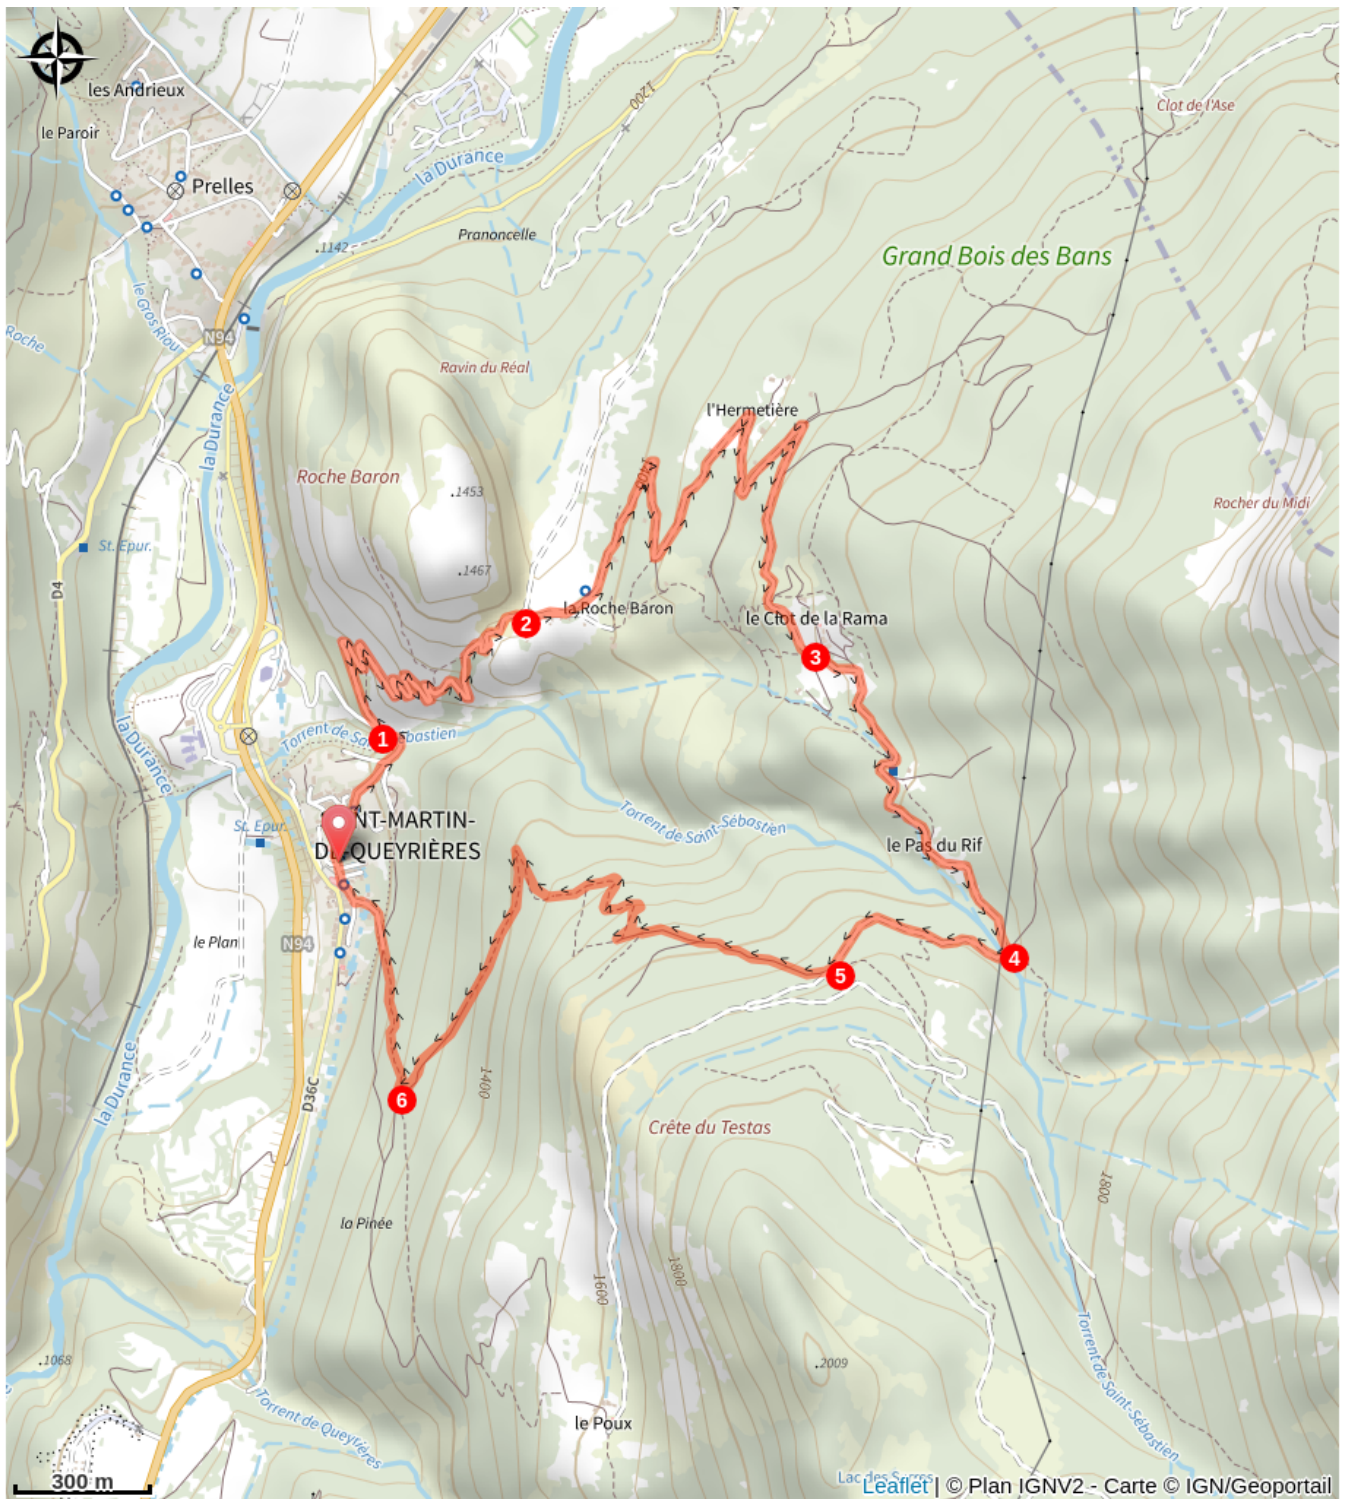 les Andrieux
le Paroir
Prelles
la Durance
1200
Clot de l'Ase
.1142
Pranoncelle
Grand Bois des Bans
le Gros Riou
Roche
N94
Ravin du Réal
l'Hermetière
la Durance
Roche Baron
.1453
1400
Rocher du Midi
St. Epur.
.1467
D4
la Roche Baron
2
le Clot de la Rama
3
1
Torrent de
bastien
la Durance
St. Epur.
NT-MARTIN-
QUEYRIÈRES
Torrent de Saint-Sébastien
le Pas du Rif
le Plan
N94
4
5
la Durance
D36C
1400
6
Crête du Testas
1800
la Pinée
1800
1600
.1068
.2009
Torrent de Saint-Sébastien
Torrent de Queyrières
le Poux
300 m
Lac des Serres
Leaflet | © Plan IGNV2 - Carte © IGN/Geoportail